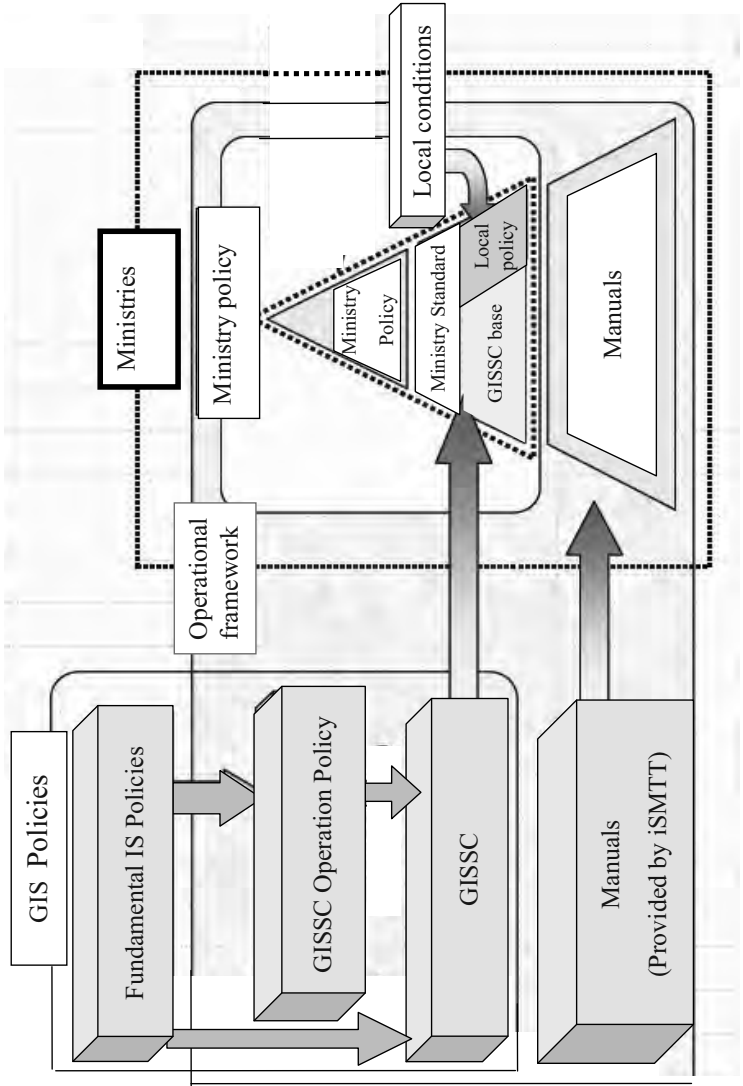 GIS Policies
Fundamental IS Policies
GISSC Operation Policy
GISSC
Manuals
(Provided by iSMTT)
Operational
framework
Ministries
Ministry policy
Ministry
Policy
Ministry Standard
GISSC base
Local
policy
Local conditions
Manuals